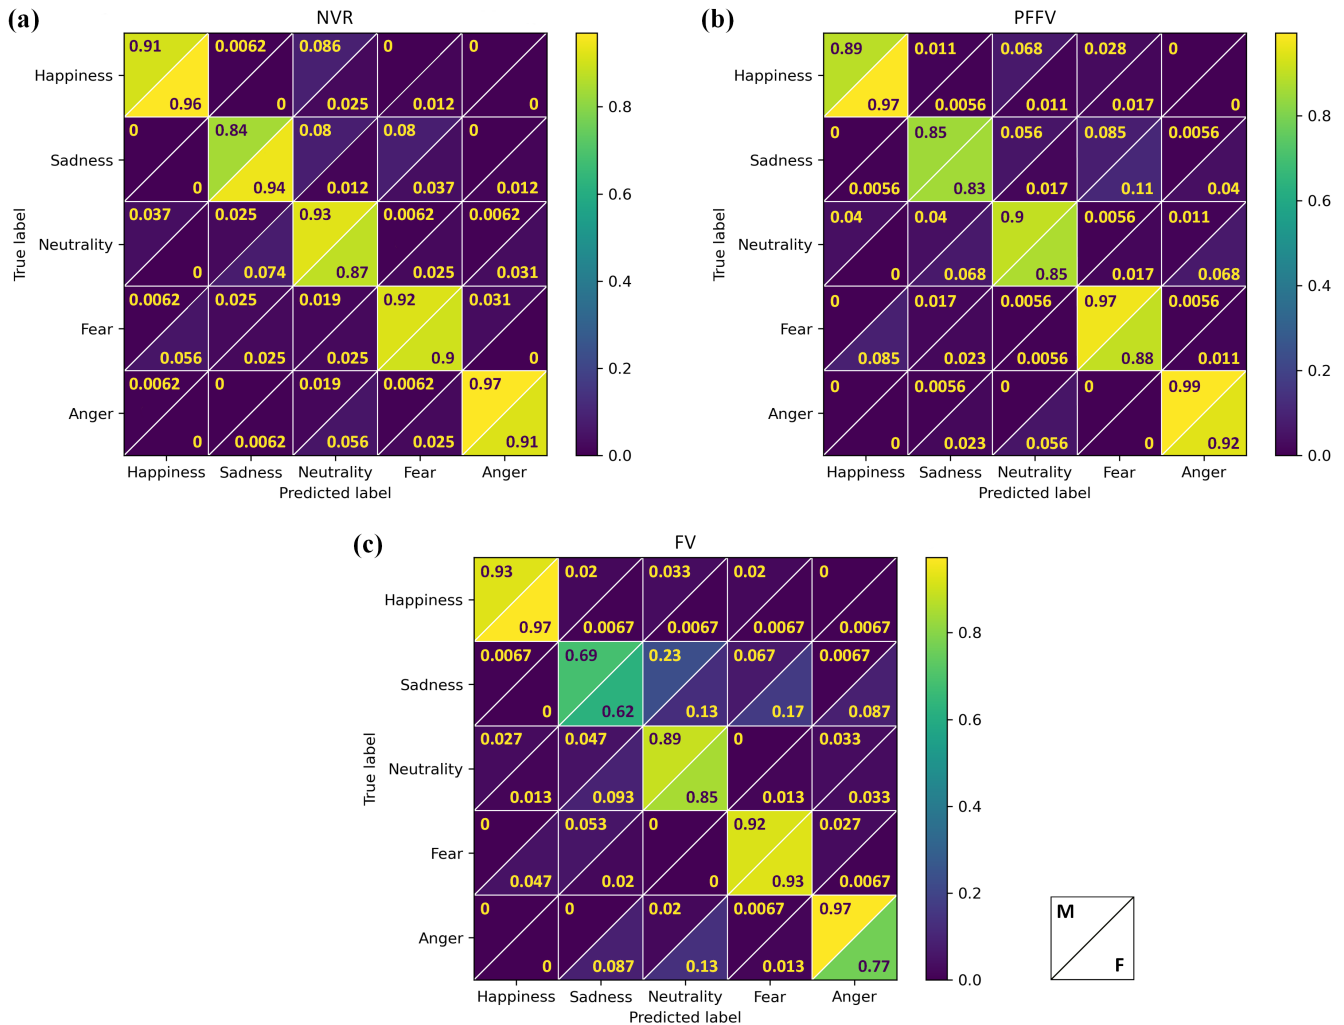 (a)
NVR
0.91 0.0062 0.086 0 0
Happiness
0.96 0 0.025 0.012 0
0 0.84 0.08 0.08 0
Sadness
0 0.94 0.012 0.037 0.012
0.037 0.025 0.93 0.0062 0.0062
Neutrality
0 0.074 0.87 0.025 0.031
0.0062 0.025 0.019 0.92 0.031
Fear
0.056 0.025 0.025 0.9 0
0.0062 0 0.019 0.0062 0.97
Anger
0 0.0062 0.056 0.025 0.91
Happiness Sadness Neutrality Fear Anger
Predicted label
True label
0.8
0.6
0.4
0.2
0.0
(b)
PFFV
0.89 0.011 0.068 0.028 0
Happiness
0.97 0.0056 0.011 0.017 0
0 0.85 0.056 0.085 0.0056
Sadness
0.0056 0.83 0.017 0.11 0.04
0.04 0.04 0.9 0.0056 0.011
Neutrality
0 0.068 0.85 0.017 0.068
0 0.017 0.0056 0.97 0.0056
Fear
0.085 0.023 0.0056 0.88 0.011
0 0.0056 0 0 0.99
Anger
0 0.023 0.056 0 0.92
Happiness Sadness Neutrality Fear Anger
Predicted label
True label
0.8
0.6
0.4
0.2
0.0
(c)
FV
0.93 0.02 0.033 0.02 0
Happiness
0.97 0.0067 0.0067 0.0067 0.0067
0.0067 0.69 0.23 0.067 0.0067
Sadness
0 0.62 0.13 0.17 0.087
0.027 0.047 0.89 0 0.033
Neutrality
0.013 0.093 0.85 0.013 0.033
0 0.053 0 0.92 0.027
Fear
0.047 0.02 0 0.93 0.0067
0 0 0.02 0.0067 0.97
Anger
0 0.087 0.13 0.013 0.77
Happiness Sadness Neutrality Fear Anger
Predicted label
True label
0.8
0.6
0.4
0.2
0.0
M
F